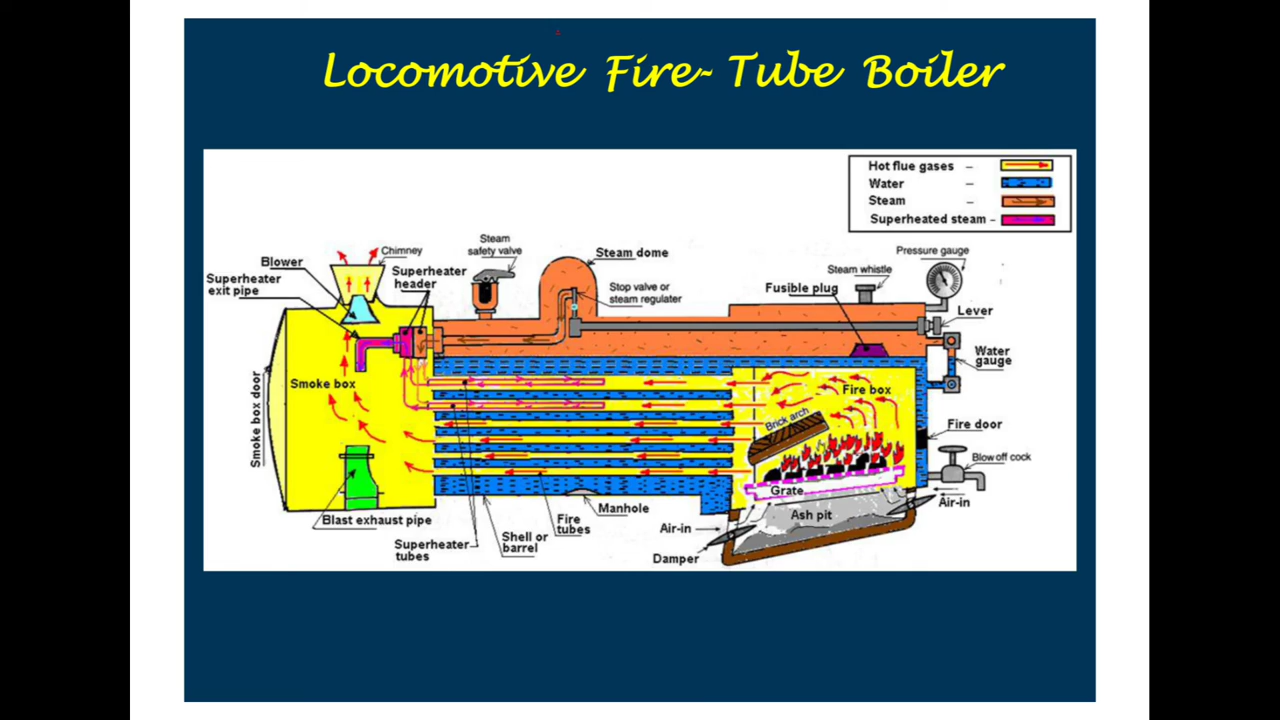 Locomotive Fire- Tube Boiler
Hot flue gases –
Water –
Steam –
Superheated steam –
Chimney
Blower
Superheater
exit pipe
Superheater
header
Steam
safety valve
Steam dome
Stop valve or
steam regulater
Steam whistle
Fusible plug
Pressure gauge
Lever
Water
gauge
Smoke box
Smoke box door
Fire box
Brick arch
Fire door
Blow off cock
Grate
Ash pit
Air-in
Blast exhaust pipe
Superheater
tubes
Shell or
barrel
Fire
tubes
Manhole
Air-in
Damper